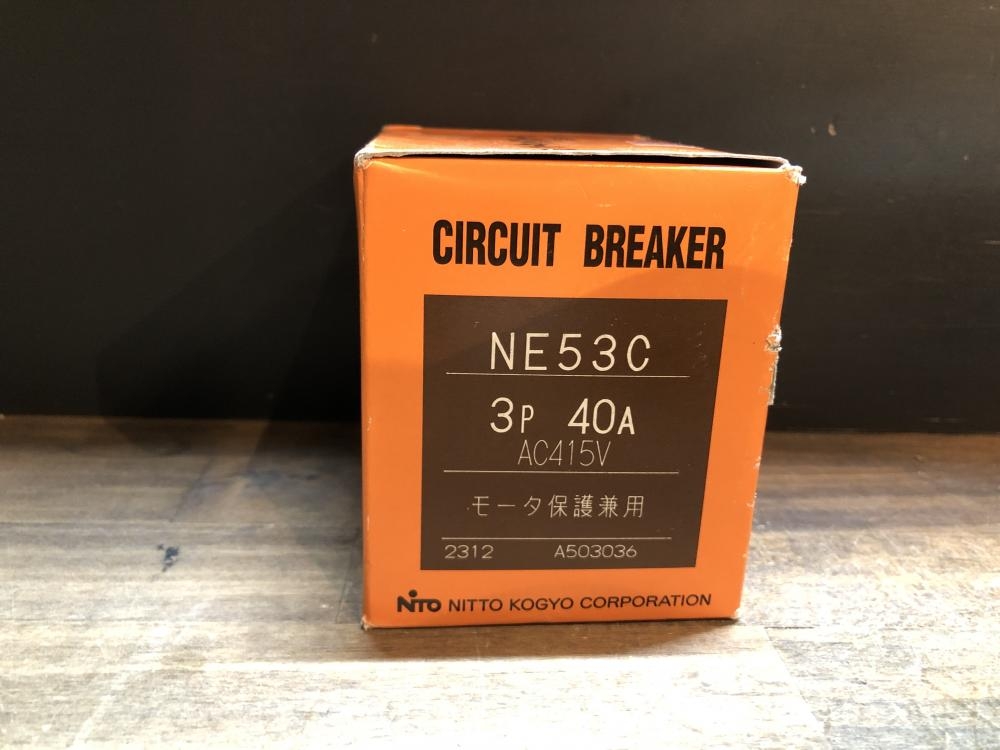 CIRCUIT BREAKER
NE53C
3P 40A
AC415V
モータ保護兼用
2312 A503036
NITO NITTO KOGYO CORPORATION